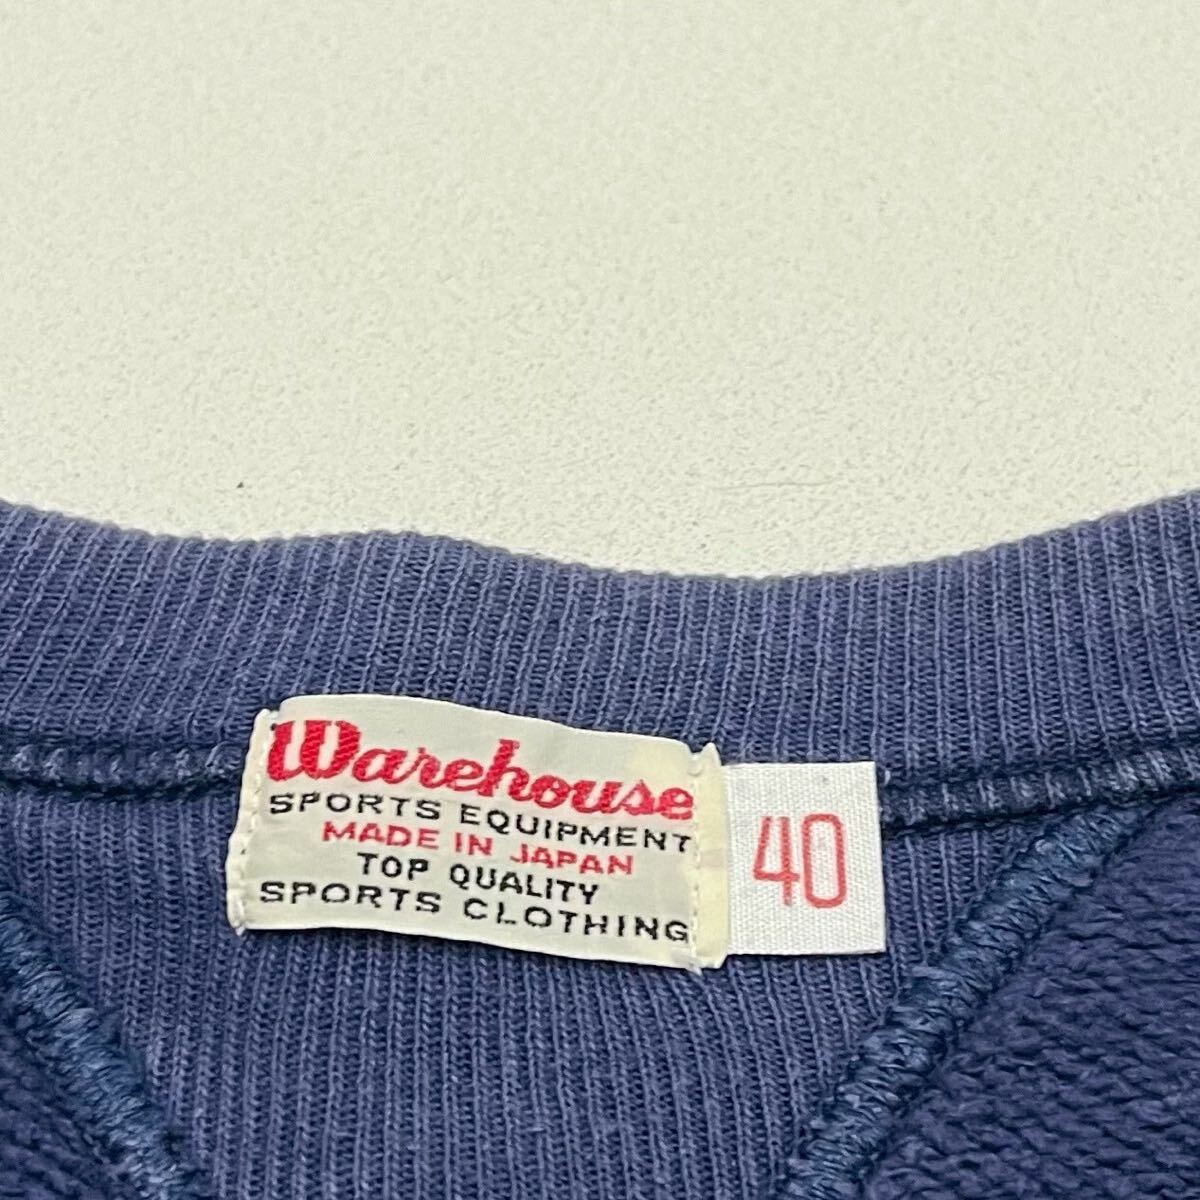 Warehouse
SPORTS EQUIPMENT
MADE IN JAPAN
TOP QUALITY
SPORTS CLOTHING
40